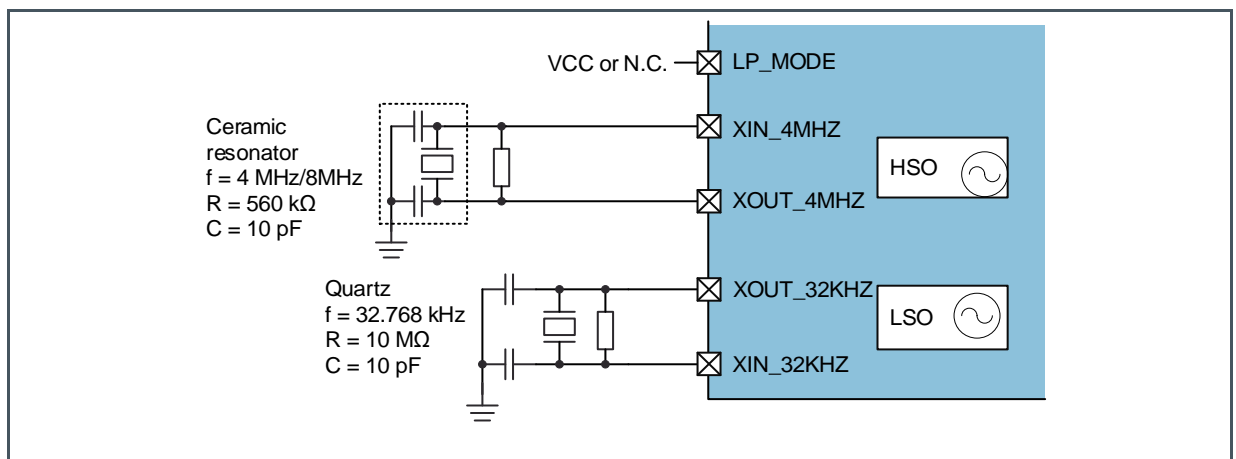 VCC or N.C.
LP_MODE
Ceramic
resonator
f = 4 MHz/8MHz
R = 560 kΩ
C = 10 pF
XIN_4MHZ
HSO
XOUT_4MHZ
Quartz
f = 32.768 kHz
R = 10 MΩ
C = 10 pF
XOUT_32KHZ
LSO
XIN_32KHZ